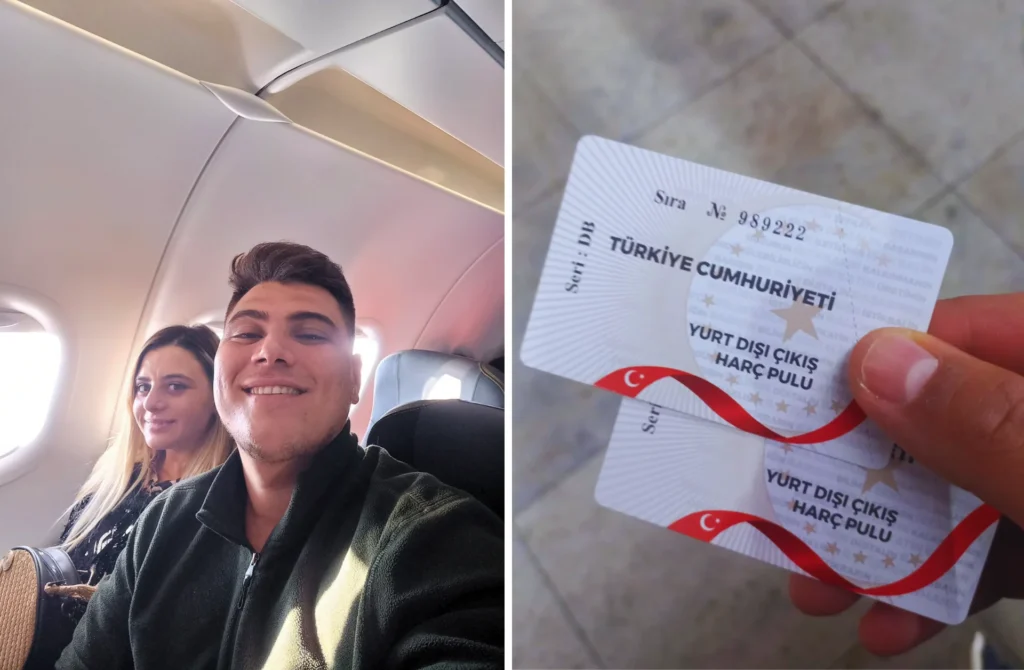 Sıra № 989222
Seri : DB
TÜRKİYE CUMHURİYETİ
YURT DIŞI ÇIKIŞ
HARÇ PULU
Seri
YURT DIŞI ÇIKIŞ
HARÇ PULU